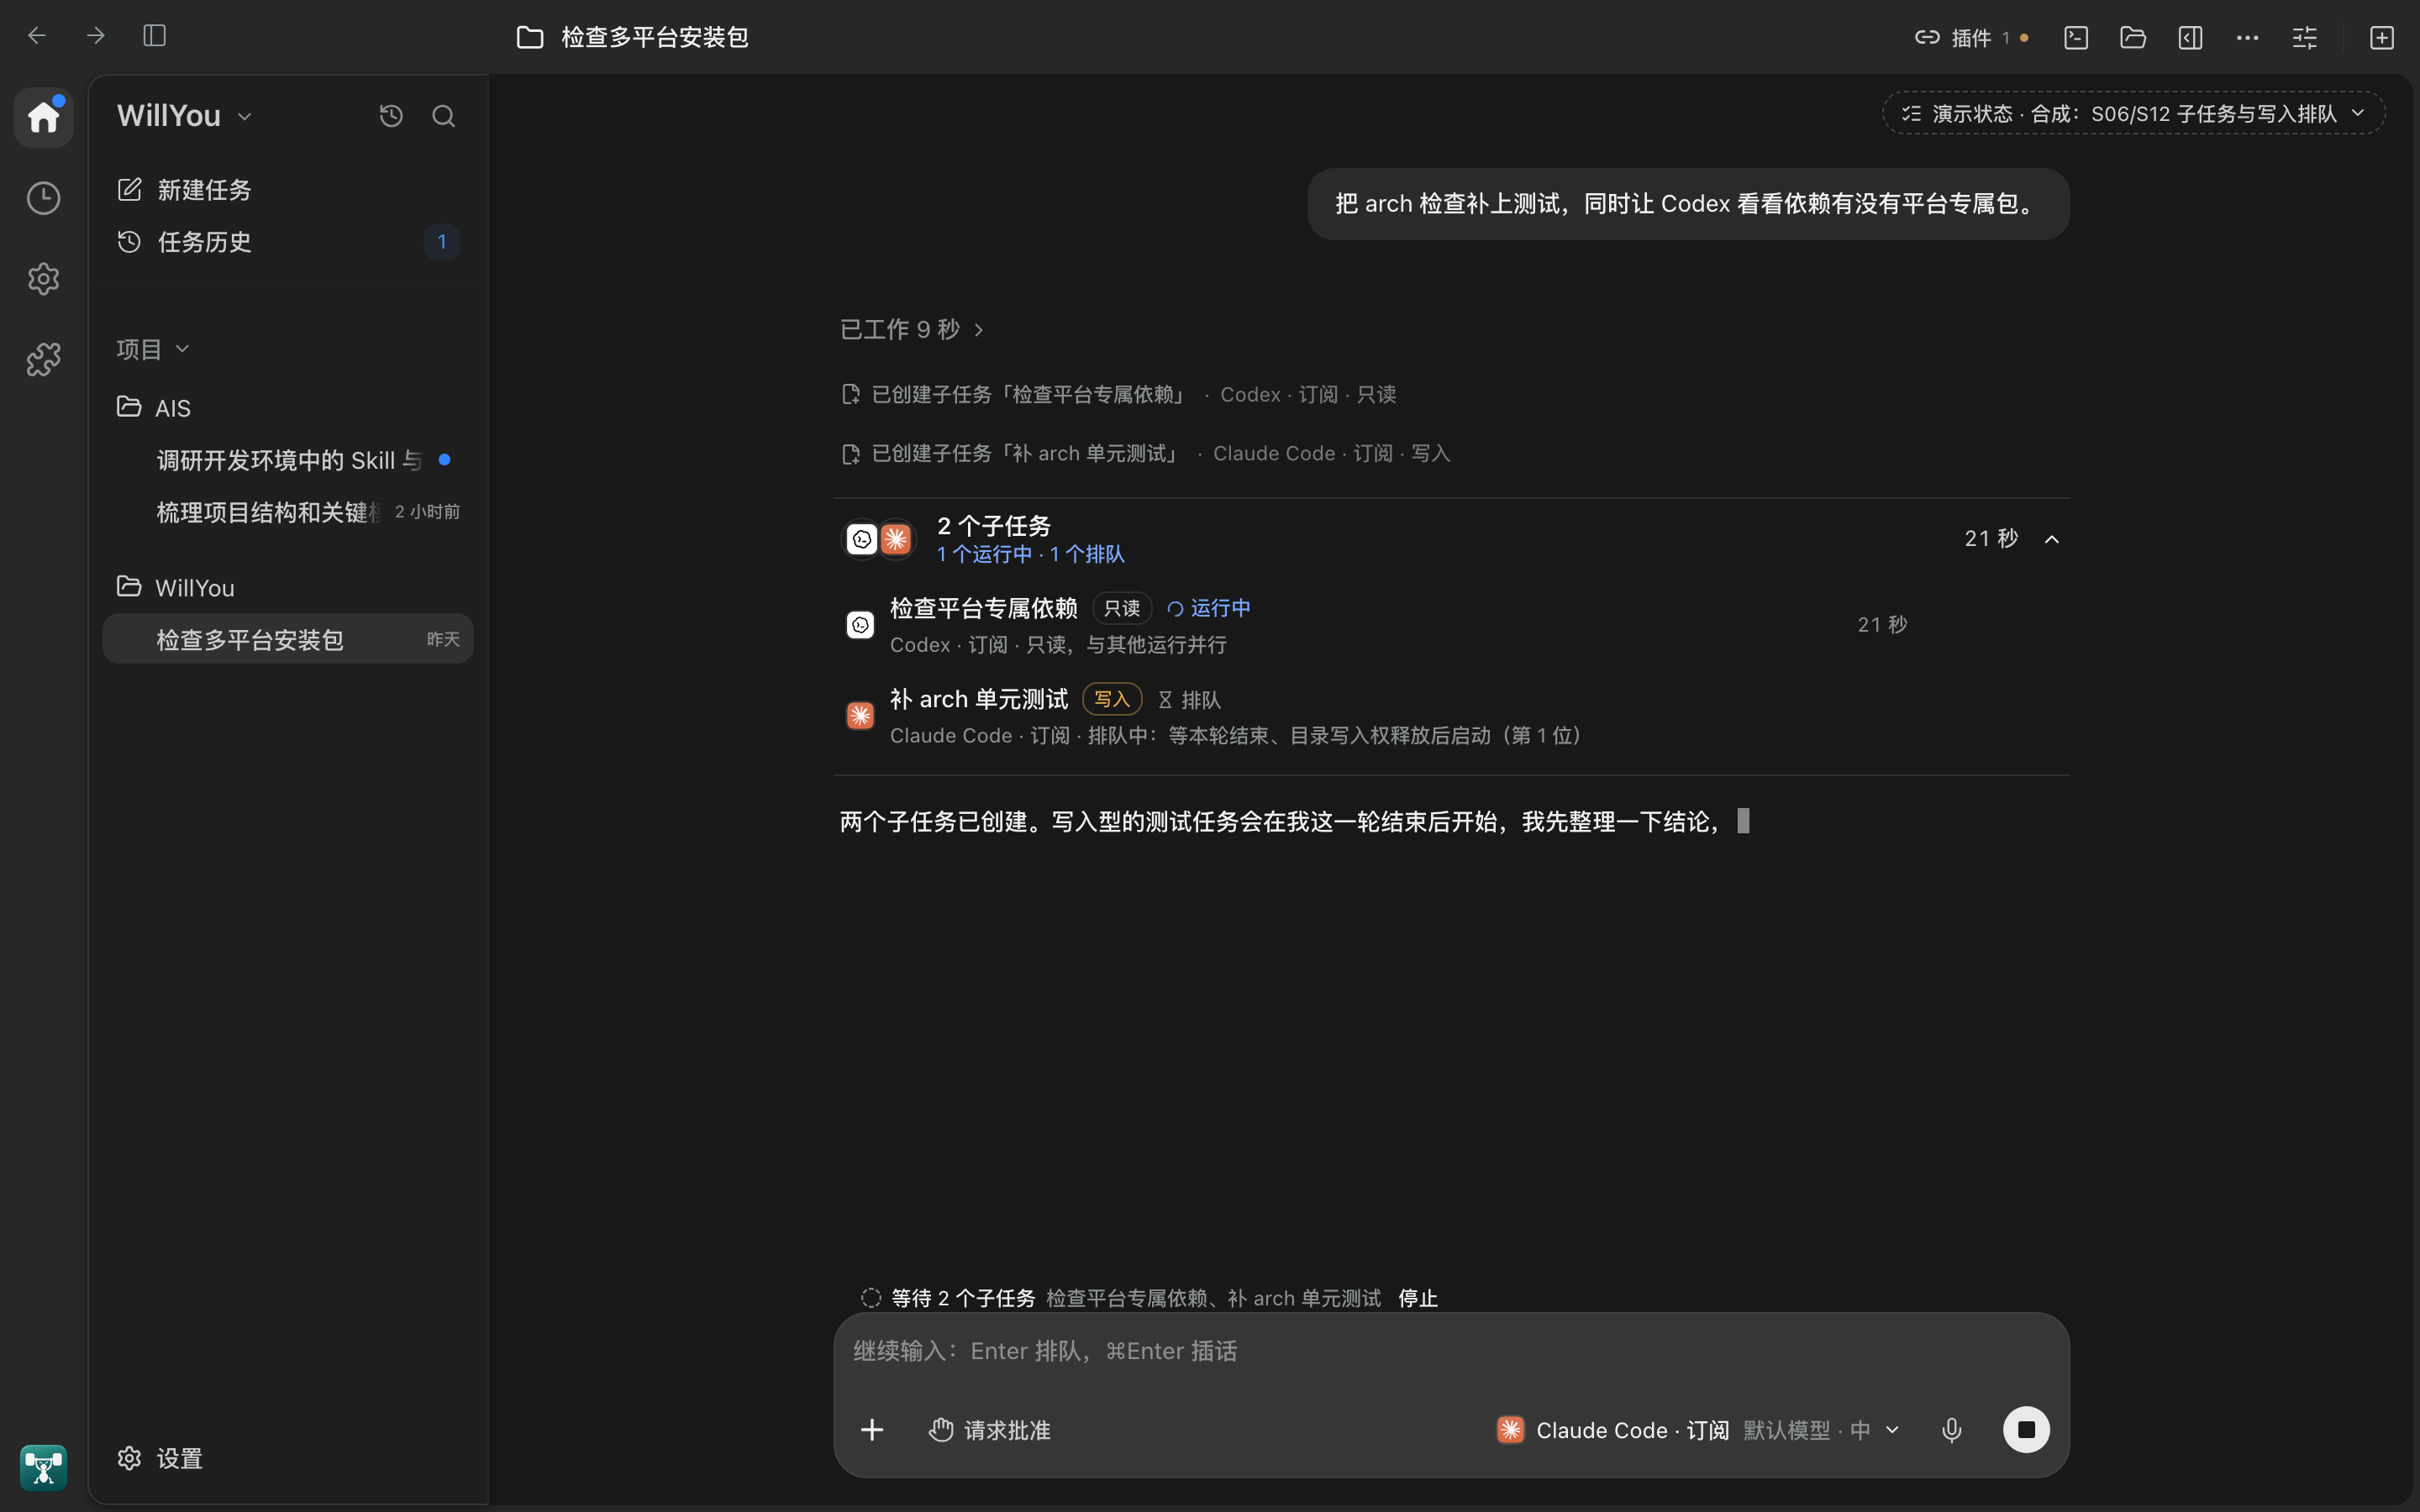 检查多平台安装包
插件 1
WillYou
演示状态 · 合成：S06/S12 子任务与写入排队
新建任务
任务历史 1
项目
AIS
调研开发环境中的 Skill 与
梳理项目结构和关键 2 小时前
WillYou
检查多平台安装包 昨天
设置
把 arch 检查补上测试，同时让 Codex 看看依赖有没有平台专属包。
已工作 9 秒
已创建子任务「检查平台专属依赖」 · Codex · 订阅 · 只读
已创建子任务「补 arch 单元测试」 · Claude Code · 订阅 · 写入
2 个子任务
1 个运行中 · 1 个排队
21 秒
检查平台专属依赖 只读 运行中
Codex · 订阅 · 只读，与其他运行并行
21 秒
补 arch 单元测试 写入 排队
Claude Code · 订阅 · 排队中：等本轮结束、目录写入权释放后启动（第 1 位）
两个子任务已创建。写入型的测试任务会在我这一轮结束后开始，我先整理一下结论，
等待 2 个子任务 检查平台专属依赖、补 arch 单元测试 停止
继续输入：Enter 排队，⌘Enter 插话
请求批准
Claude Code · 订阅 默认模型 · 中